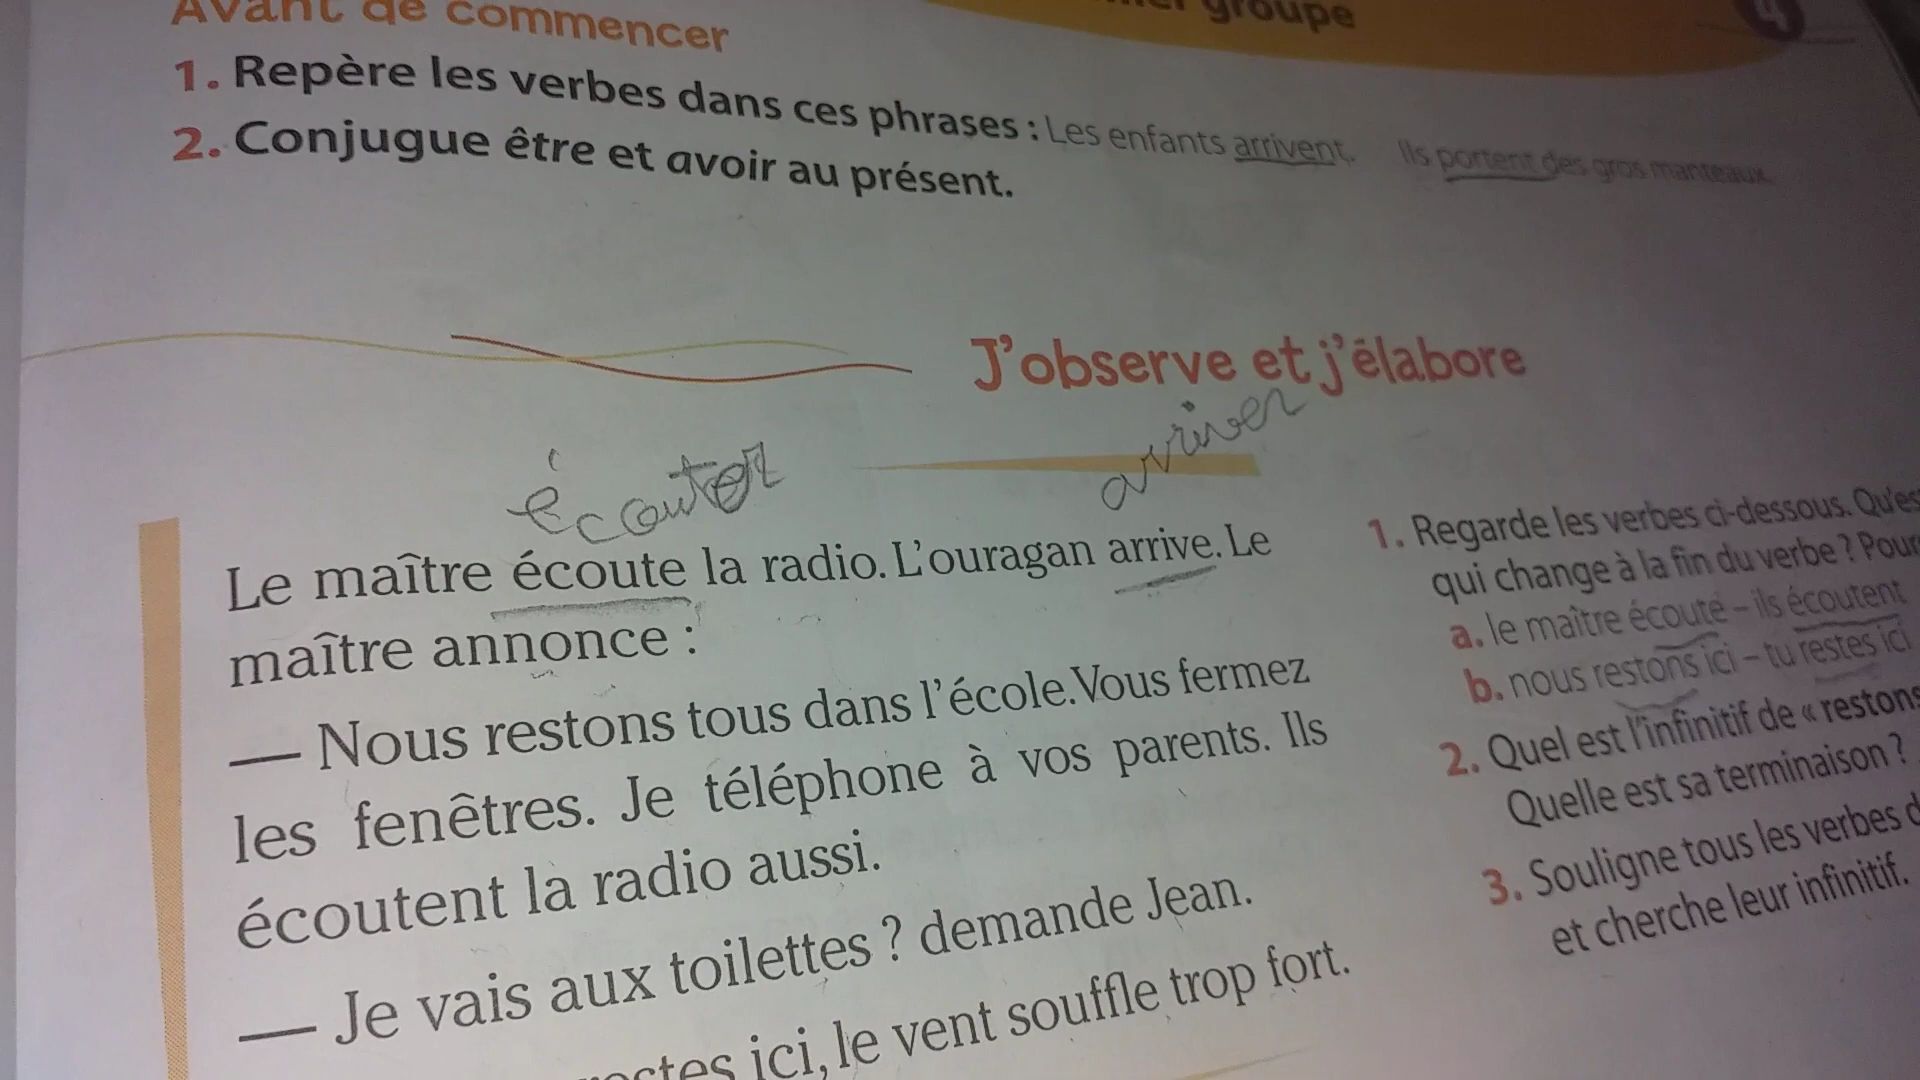 Avant de commencer
groupe
4
1. Repère les verbes dans ces phrases : Les enfants arrivent. Ils portent des gros manteaux.
2. Conjugue être et avoir au présent.
J'observe et j'élabore
écouter
arriver
Le maître écoute la radio. L'ouragan arrive. Le
maître annonce :
— Nous restons tous dans l'école. Vous fermez
les fenêtres. Je téléphone à vos parents. Ils
écoutent la radio aussi.
— Je vais aux toilettes ? demande Jean.
ici, le vent souffle trop fort.
1. Regarde les verbes ci-dessous.
qui change à la fin du verbe ?
a. le maître écoute – ils écoutent
b. nous restons ici – tu restes ici
2. Quel est l'infinitif de « restons
Quelle est sa terminaison ?
3. Souligne tous les verbes
et cherche leur infinitif.